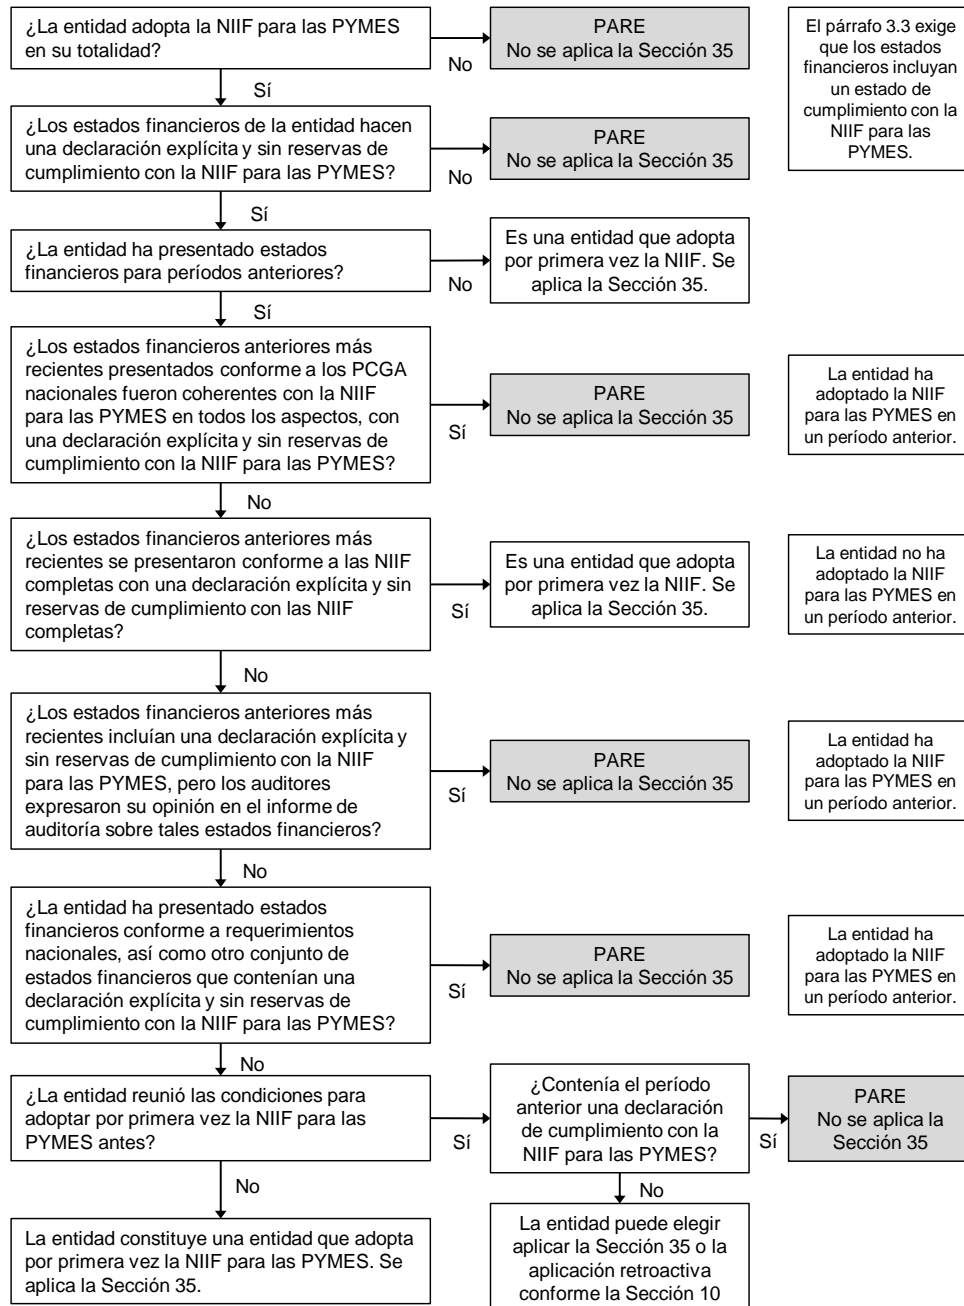 ¿La entidad adopta la NIIF para las PYMES
en su totalidad?
No
PARE
No se aplica la Sección 35
El párrafo 3.3 exige
que los estados
financieros incluyan
un estado de
cumplimiento con la
NIIF para las
PYMES.
Sí
¿Los estados financieros de la entidad hacen
una declaración explícita y sin reservas de
cumplimiento con la NIIF para las PYMES?
No
PARE
No se aplica la Sección 35
Sí
¿La entidad ha presentado estados
financieros para períodos anteriores?
No
Es una entidad que adopta
por primera vez la NIIF. Se
aplica la Sección 35.
Sí
¿Los estados financieros anteriores más
recientes presentados conforme a los PCGA
nacionales fueron coherentes con la NIIF
para las PYMES en todos los aspectos, con
una declaración explícita y sin reservas de
cumplimiento con la NIIF para las PYMES?
Sí
PARE
No se aplica la Sección 35
La entidad ha
adoptado la NIIF
para las PYMES en
un período anterior.
No
¿Los estados financieros anteriores más
recientes se presentaron conforme a las NIIF
completas con una declaración explícita y sin
reservas de cumplimiento con las NIIF
completas?
Sí
Es una entidad que adopta
por primera vez la NIIF. Se
aplica la Sección 35.
La entidad no ha
adoptado la NIIF
para las PYMES en
un período anterior.
No
¿Los estados financieros anteriores más
recientes incluían una declaración explícita y
sin reservas de cumplimiento con la NIIF
para las PYMES, pero los auditores
expresaron su opinión en el informe de
auditoría sobre tales estados financieros?
Sí
PARE
No se aplica la Sección 35
La entidad ha
adoptado la NIIF
para las PYMES en
un período anterior.
No
¿La entidad ha presentado estados
financieros conforme a requerimientos
nacionales, así como otro conjunto de
estados financieros que contenían una
declaración explícita y sin reservas de
cumplimiento con la NIIF para las PYMES?
Sí
PARE
No se aplica la Sección 35
La entidad ha
adoptado la NIIF
para las PYMES en
un período anterior.
No
¿La entidad reunió las condiciones para
adoptar por primera vez la NIIF para las
PYMES antes?
Sí
¿Contenía el período
anterior una declaración
de cumplimiento con la
NIIF para las PYMES?
Sí
PARE
No se aplica la
Sección 35
No
No
La entidad constituye una entidad que adopta
por primera vez la NIIF para las PYMES. Se
aplica la Sección 35.
La entidad puede elegir
aplicar la Sección 35 o la
aplicación retroactiva
conforme la Sección 10